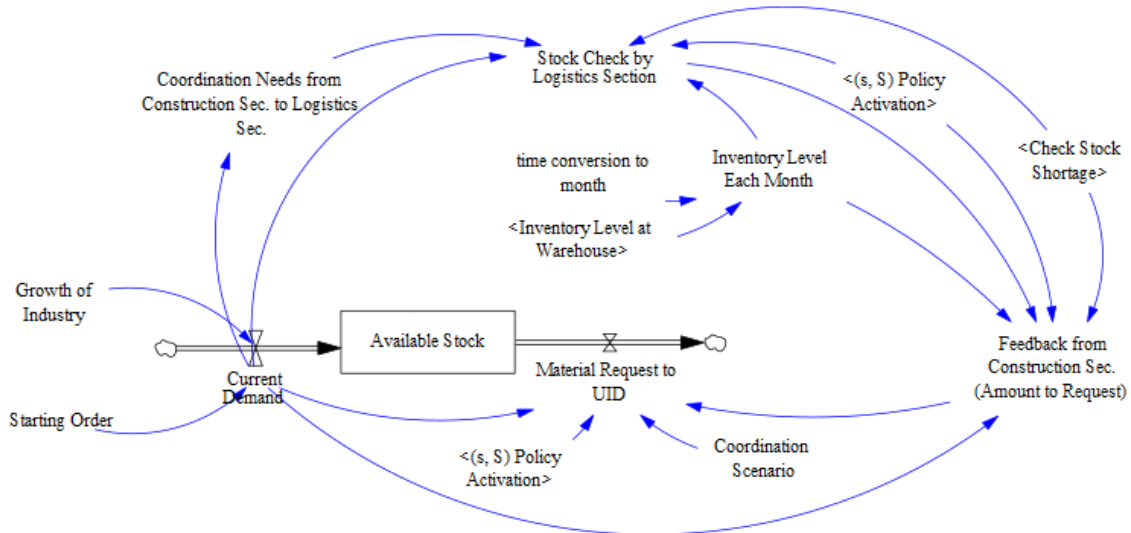 Coordination Needs from
Construction Sec. to Logistics
Sec.
Stock Check by
Logistics Section
<(s, S) Policy
Activation>
<Check Stock
Shortage>
time conversion to
month
Inventory Level
Each Month
<Inventory Level at
Warehouse>
Growth of
Industry
Available Stock
Feedback from
Construction Sec.
(Amount to Request)
Current
Demand
Material Request to
UID
Starting Order
<(s, S) Policy
Activation>
Coordination
Scenario